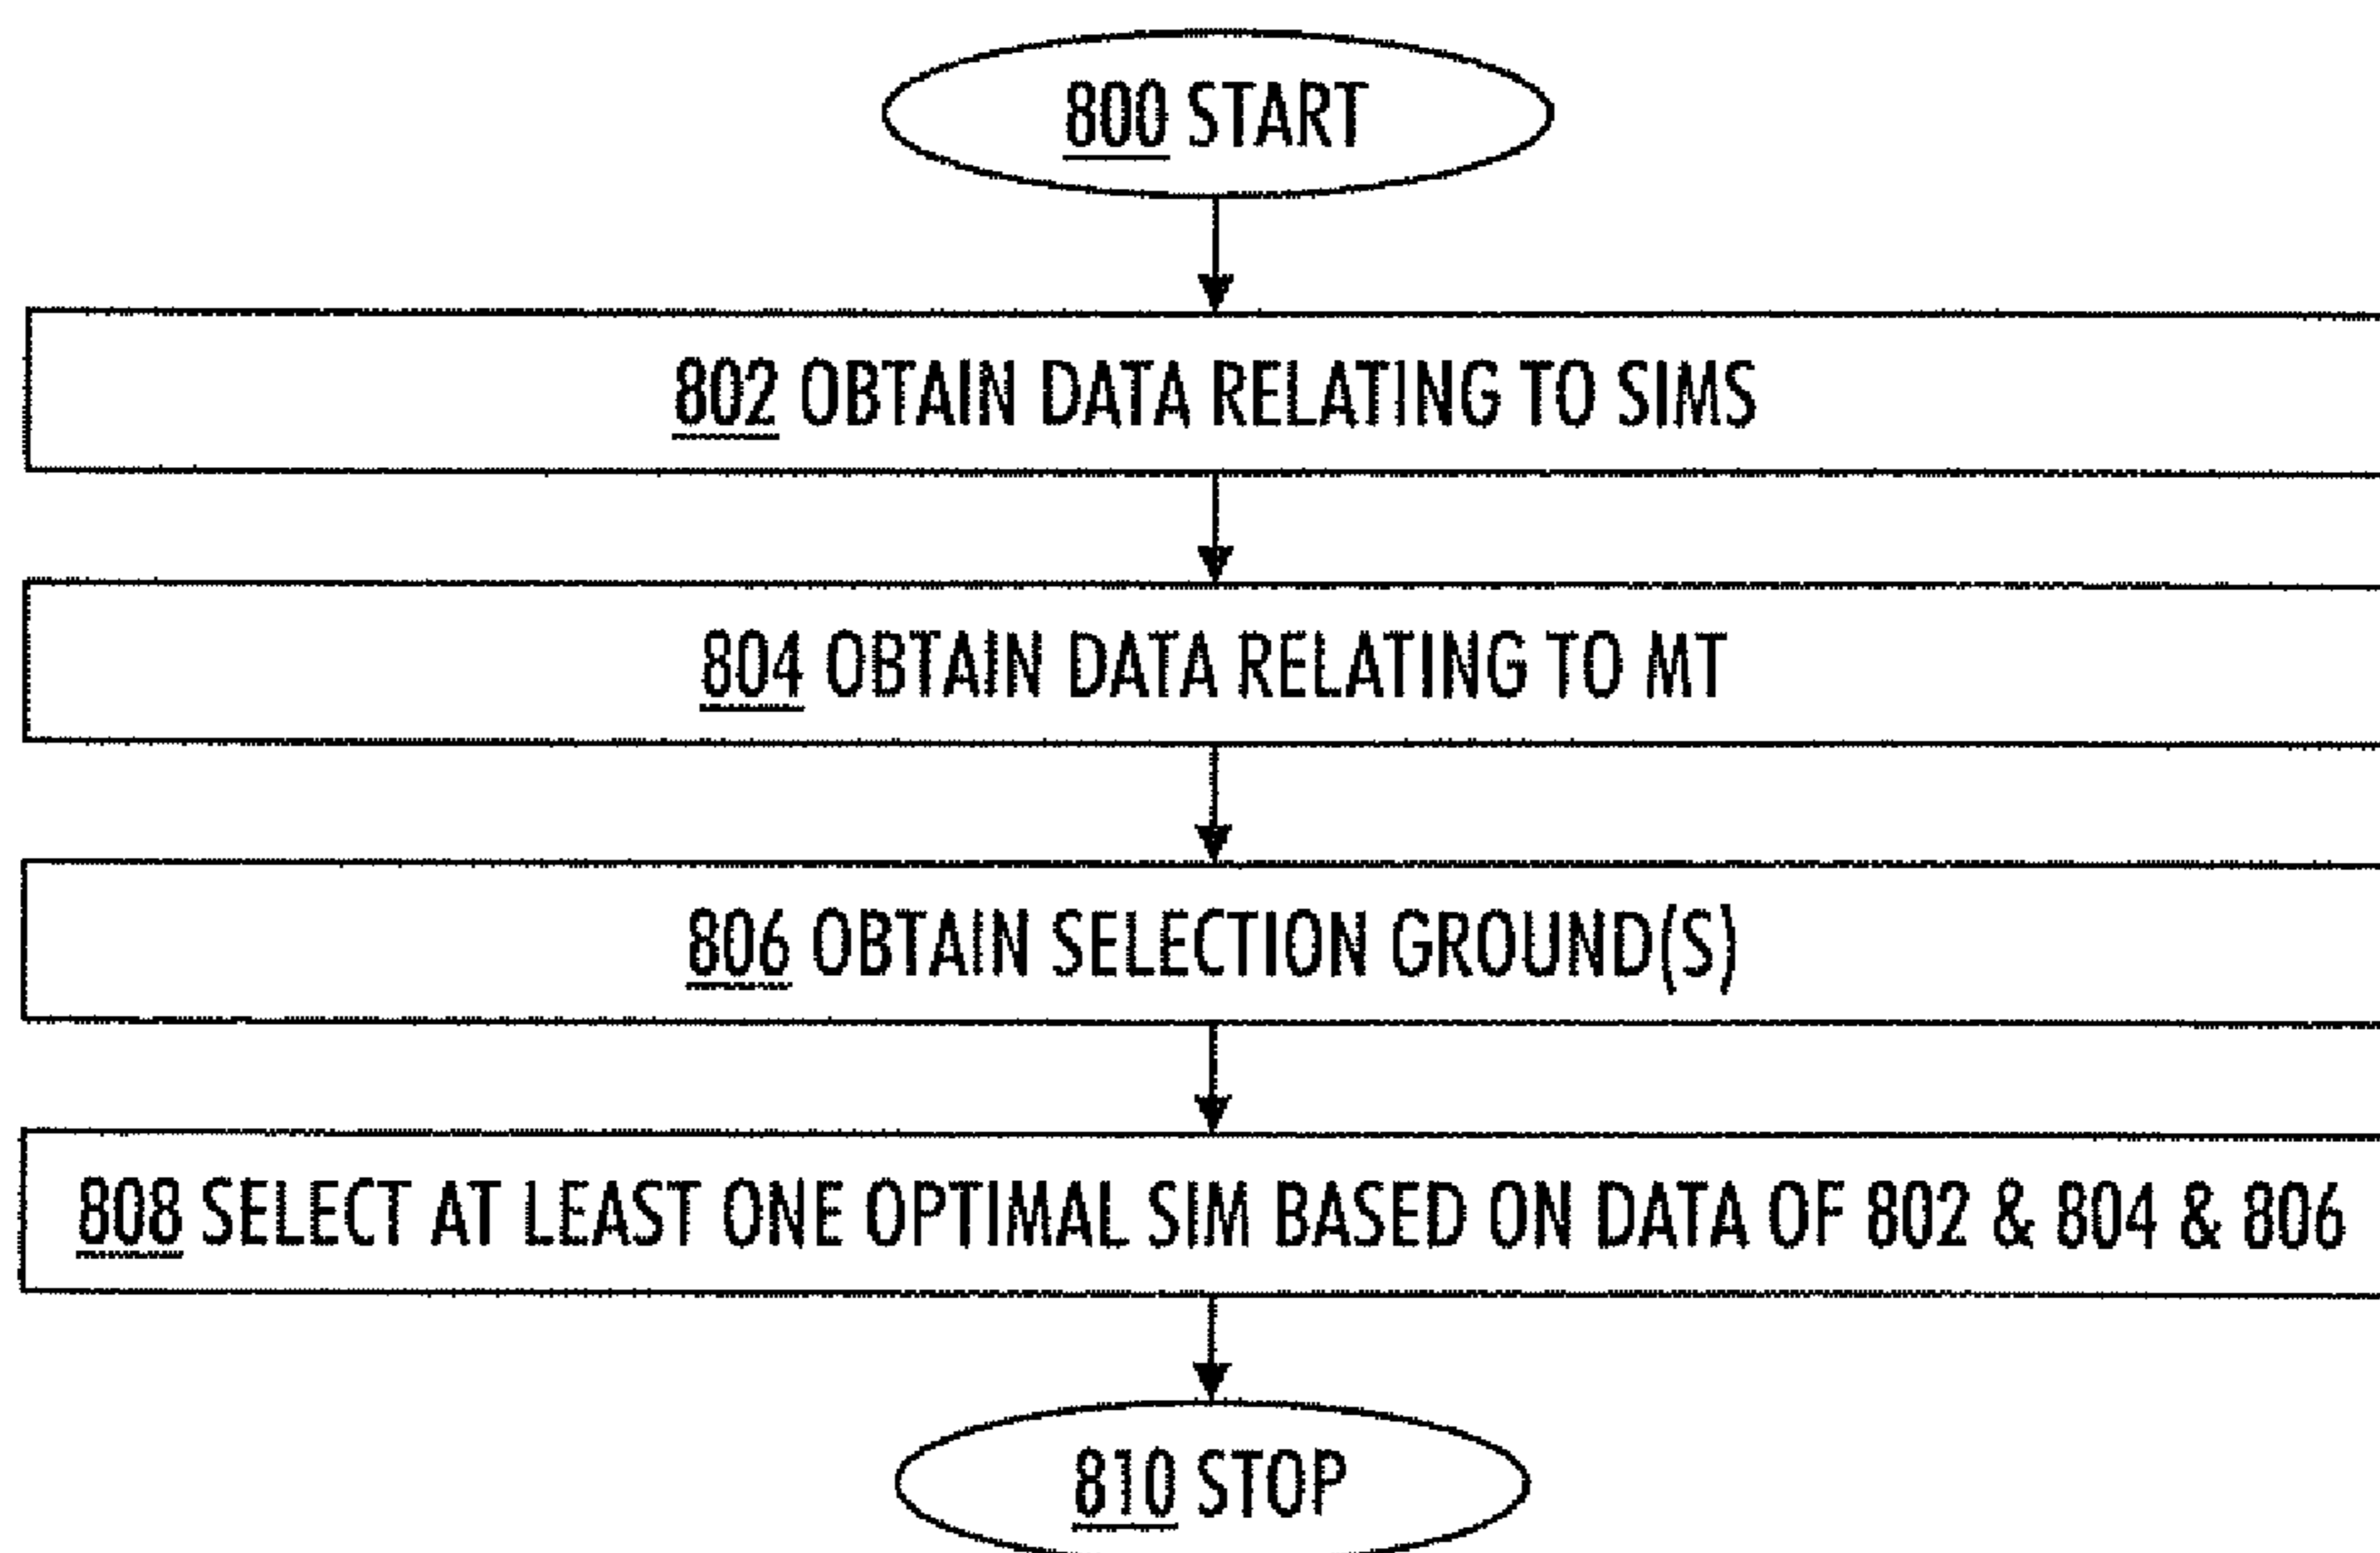 800 START
802 OBTAIN DATA RELATING TO SIMS
804 OBTAIN DATA RELATING TO MT
806 OBTAIN SELECTION GROUND(S)
808 SELECT AT LEAST ONE OPTIMAL SIM BASED ON DATA OF 802 & 804 & 806
810 STOP